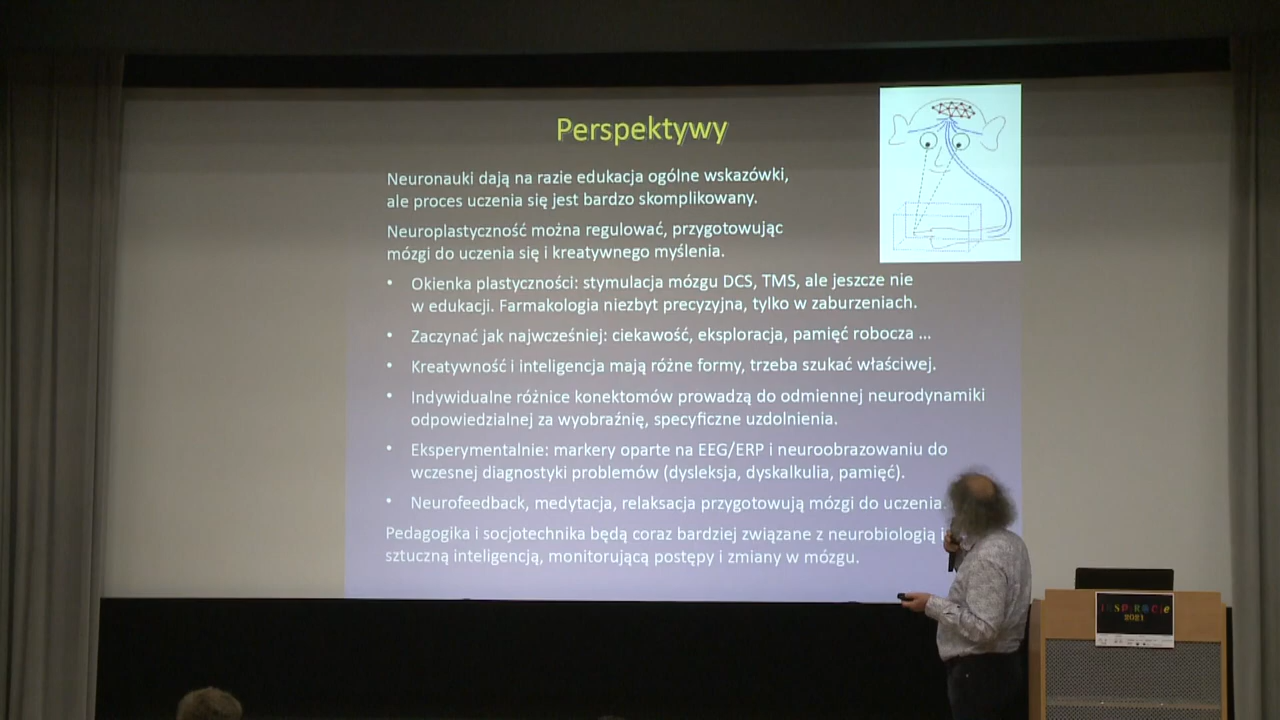 Perspektywy
Neuronauki dają na razie edukacja ogólne wskazówki,
ale proces uczenia się jest bardzo skomplikowany.
Neuroplastyczność można regulować, przygotowując
mózgi do uczenia się i kreatywnego myślenia.
• Okienka plastyczności: stymulacja mózgu DCS, TMS, ale jeszcze nie
w edukacji. Farmakologia niezbyt precyzyjna, tylko w zaburzeniach.
• Zaczynać jak najwcześniej: ciekawość, eksploracja, pamięć robocza ...
• Kreatywność i inteligencja mają różne formy, trzeba szukać właściwej.
• Indywidualne różnice konektomów prowadzą do odmiennej neurodynamiki
odpowiedzialnej za wyobraźnię, specyficzne uzdolnienia.
• Eksperymentalnie: markery oparte na EEG/ERP i neuroobrazowaniu do
wczesnej diagnostyki problemów (dysleksja, dyskalkulia, pamięć).
• Neurofeedback, medytacja, relaksacja przygotowują mózgi do uczenia.
Pedagogika i socjotechnika będą coraz bardziej związane z neurobiologią i
sztuczną inteligencją, monitorującą postępy i zmiany w mózgu.
2021